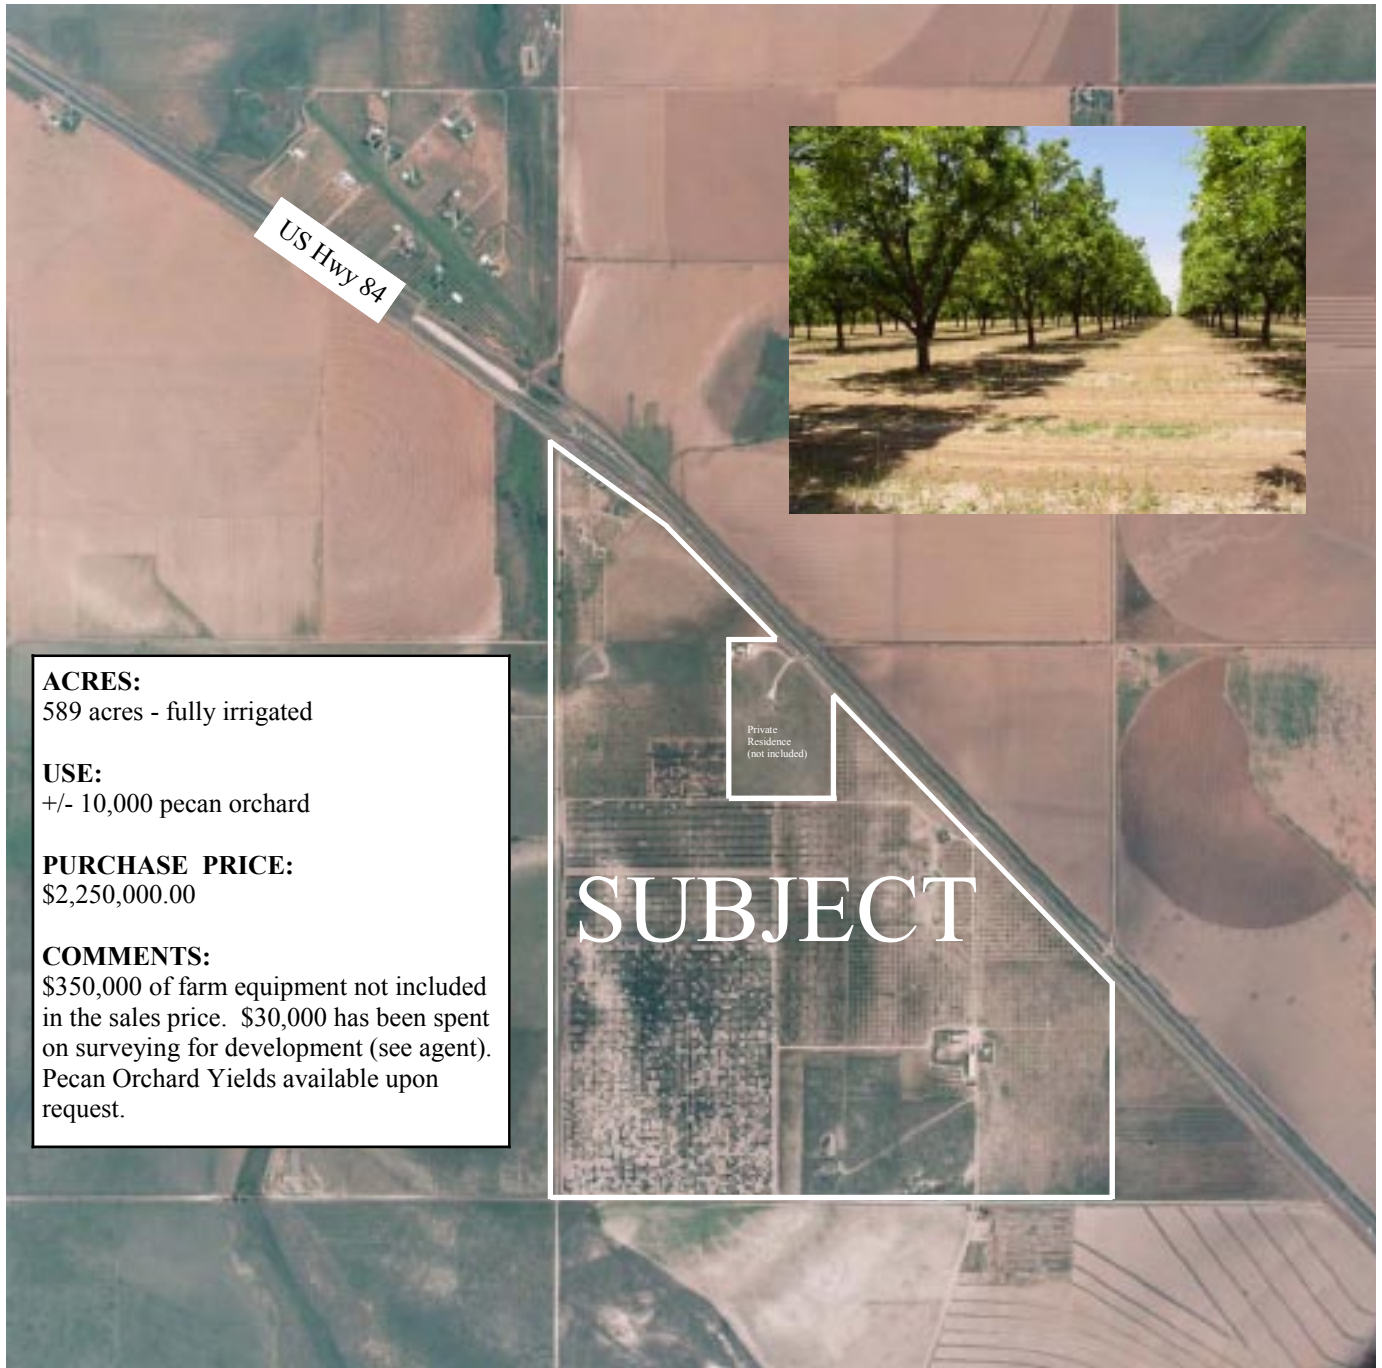 US Hwy 84
Private
Residence
(not included)
ACRES:
589 acres - fully irrigated
USE:
+/- 10,000 pecan orchard
PURCHASE  PRICE:
$2,250,000.00
COMMENTS:
$350,000 of farm equipment not included
in the sales price.  $30,000 has been spent
on surveying for development (see agent).
Pecan Orchard Yields available upon
request.
SUBJECT